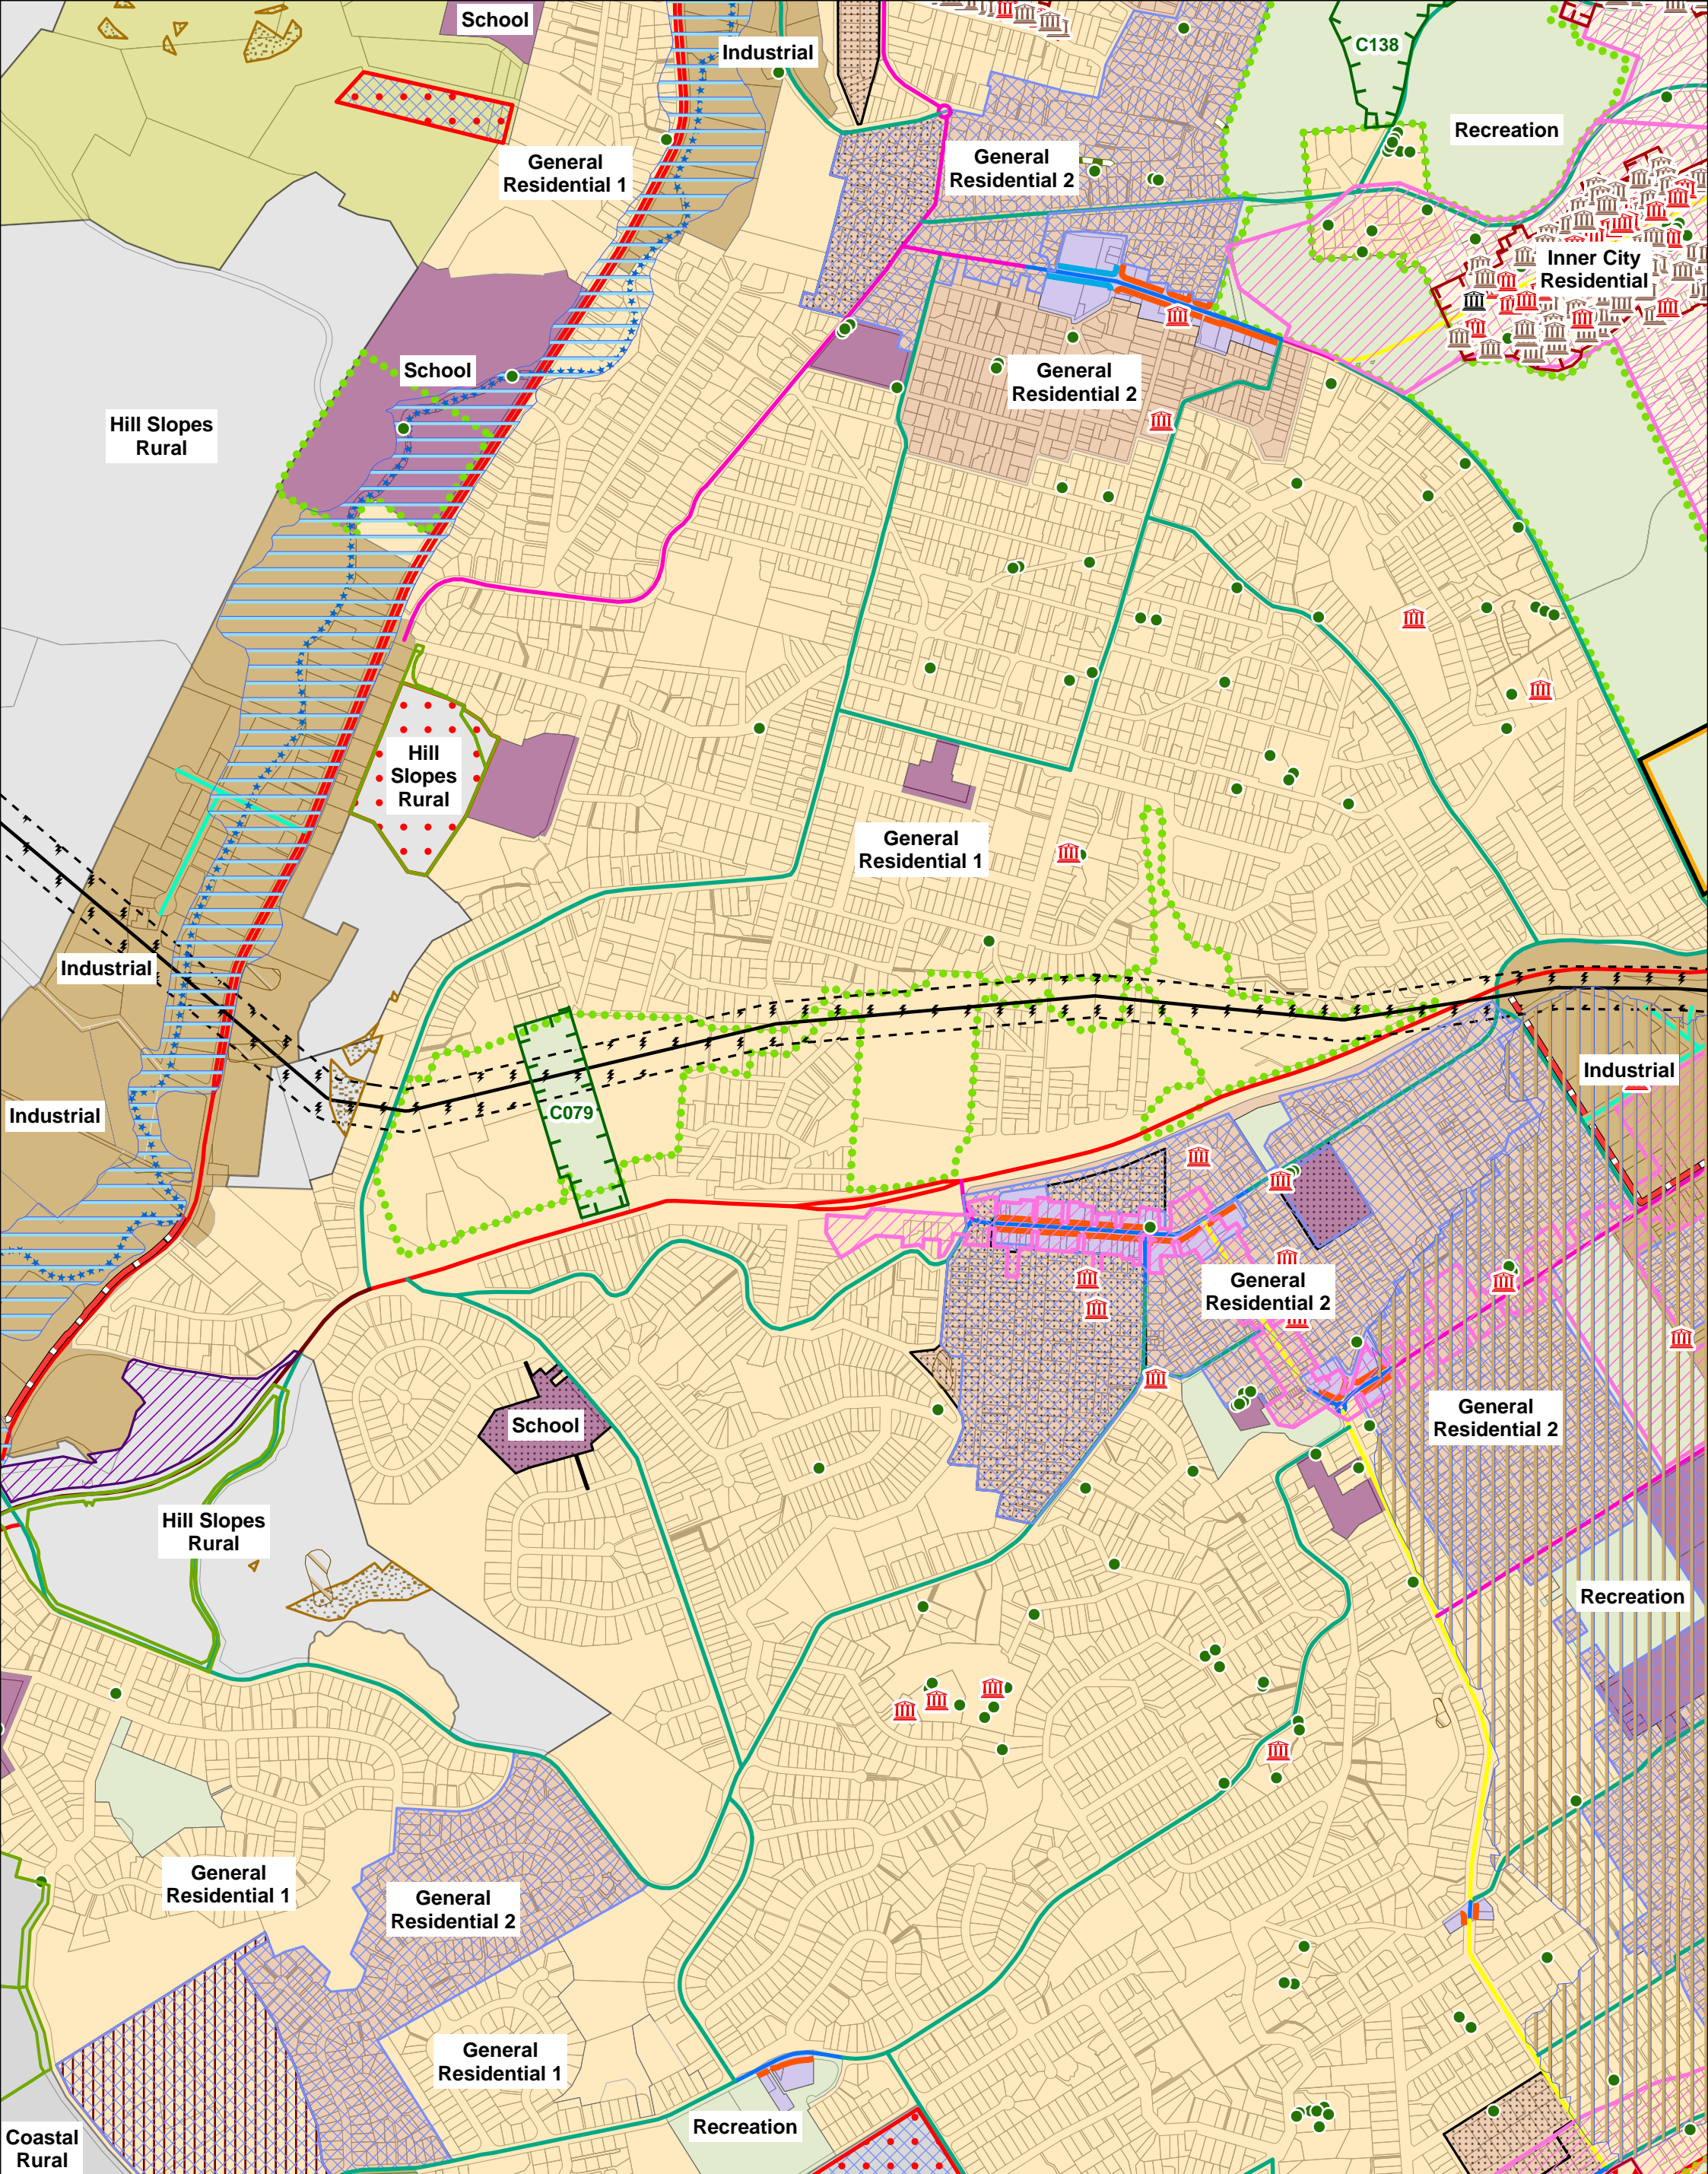 School
Industrial
C138
Recreation
General
Residential 1
General
Residential 2
Inner City
Residential
School
General
Residential 2
Hill Slopes
Rural
Hill
Slopes
Rural
General
Residential 1
Industrial
Industrial
C079
Industrial
General
Residential 2
School
General
Residential 2
Hill Slopes
Rural
Recreation
General
Residential 1
General
Residential 2
General
Residential 1
Recreation
Coastal
Rural